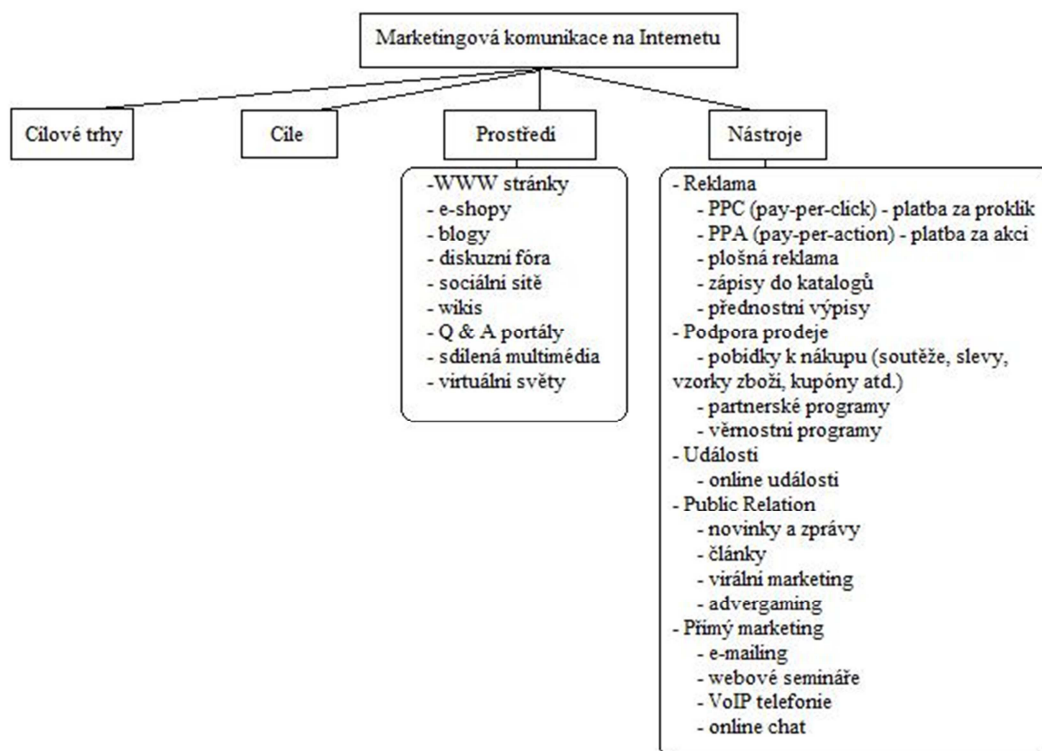 Marketingová komunikace na Internetu
Cílové trhy
Cíle
Prostředí
Nástroje
-WWW stránky
- e-shopy
- blogy
- diskuzní fóra
- sociální sítě
- wikis
- Q & A portály
- sdílená multimédia
- virtuální světy
- Reklama
- PPC (pay-per-click) - platba za proklik
- PPA (pay-per-action) - platba za akci
- plošná reklama
- zápisy do katalogů
- přednostní výpisy
- Podpora prodeje
- pobídky k nákupu (soutěže, slevy,
vzorky zboží, kupóny atd.)
- partnerské programy
- věrnostní programy
- Události
- online události
- Public Relation
- novinky a zprávy
- články
- virální marketing
- advergaming
- Přímý marketing
- e-mailing
- webové semináře
- VoIP telefonie
- online chat